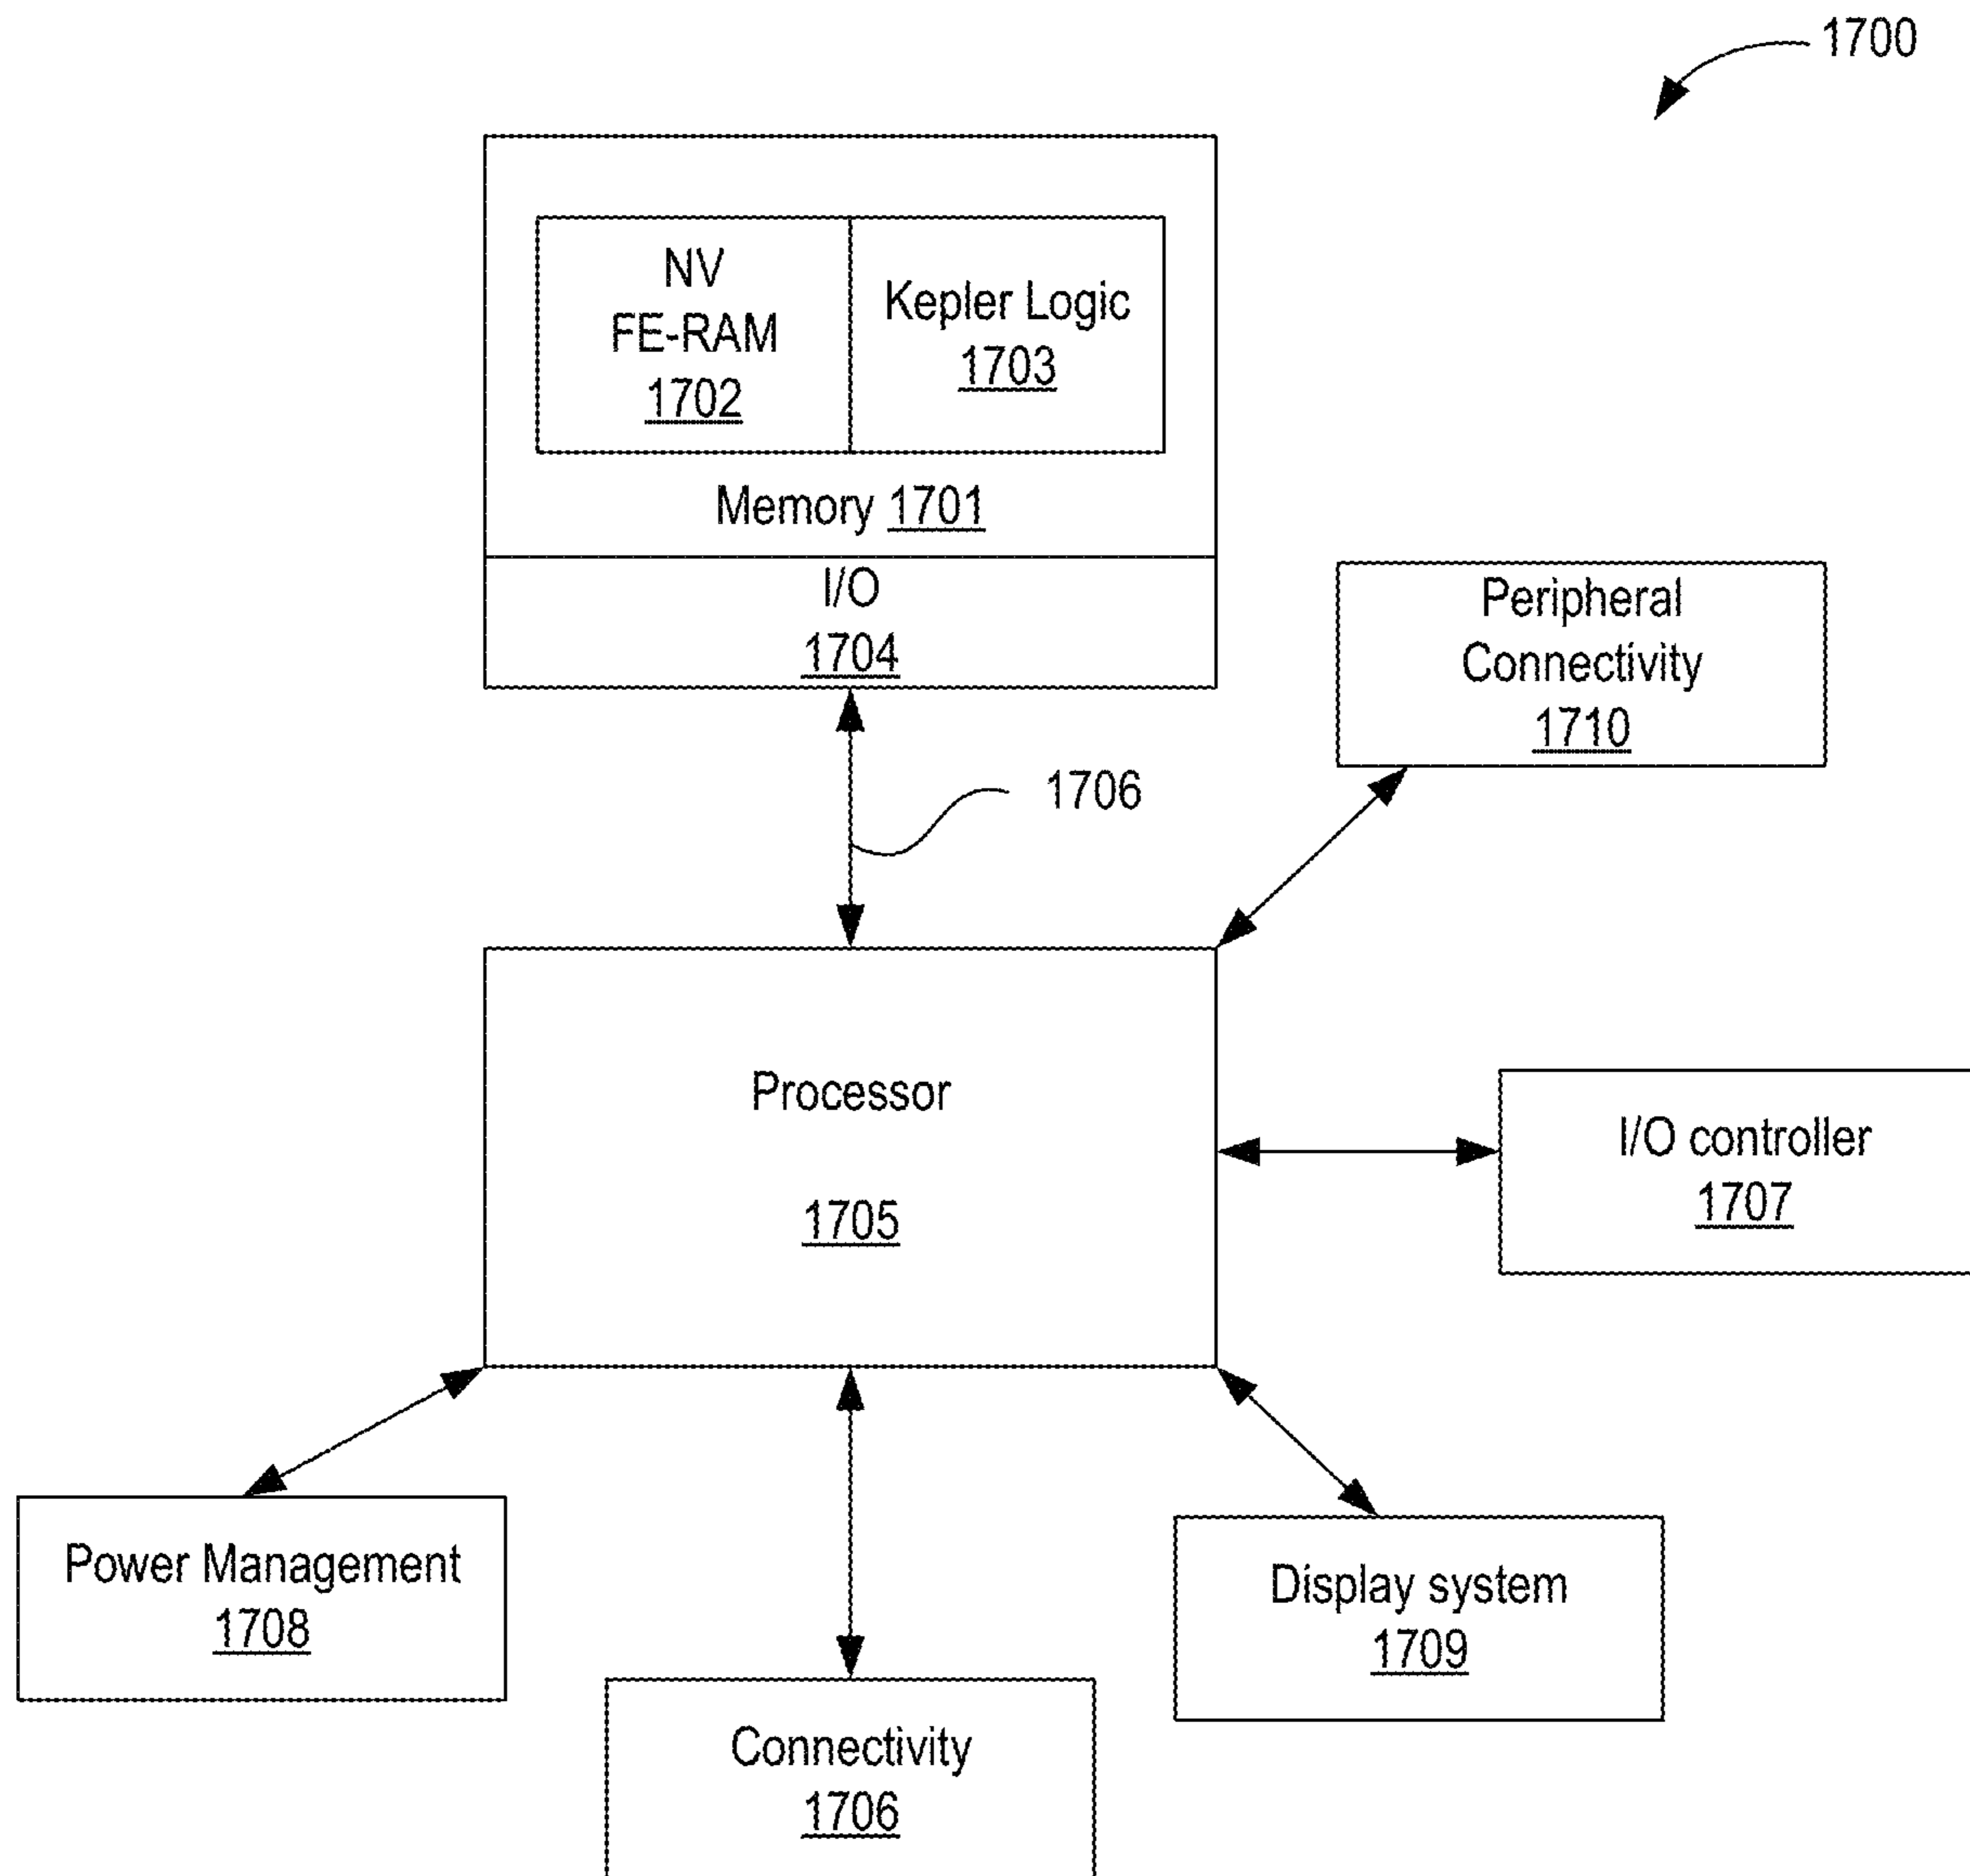 1700
NV
FE-RAM
1702
Kepler Logic
1703
Memory 1701
I/O
1704
Peripheral
Connectivity
1710
1706
Processor
1705
I/O controller
1707
Power Management
1708
Display system
1709
Connectivity
1706